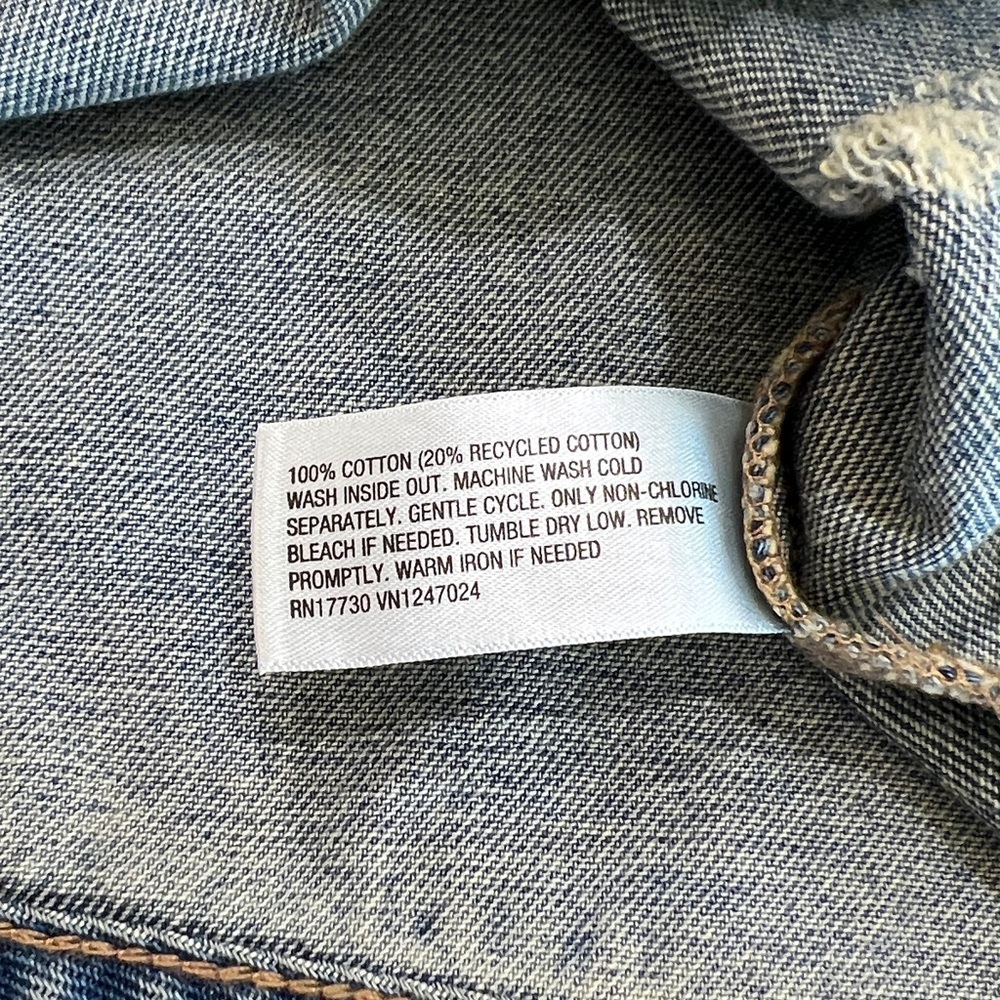 100% COTTON (20% RECYCLED COTTON)
WASH INSIDE OUT. MACHINE WASH COLD
SEPARATELY. GENTLE CYCLE. ONLY NON-CHLORINE
BLEACH IF NEEDED. TUMBLE DRY LOW. REMOVE
PROMPTLY. WARM IRON IF NEEDED
RN17730 VN1247024